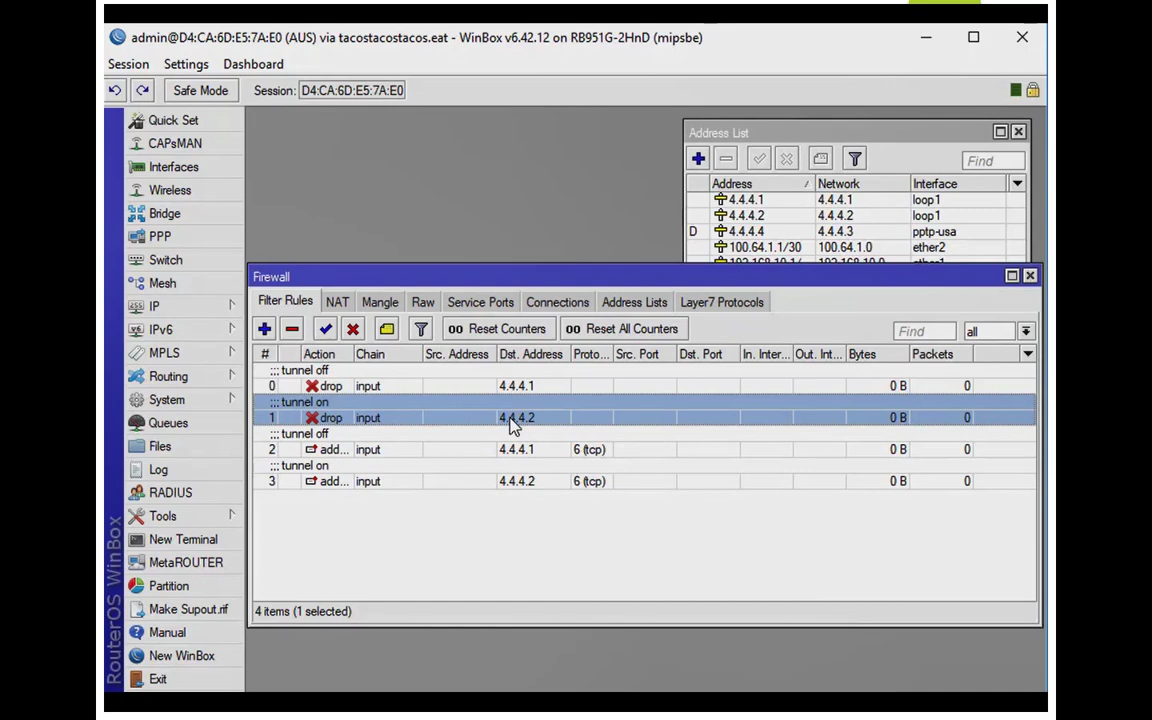 admin@D4:CA:6D:E5:7A:E0 (AUS) via tacostacostacos.eat - WinBox v6.42.12 on RB951G-2HnD (mipsbe)
Session Settings Dashboard
Safe Mode Session: D4:CA:6D:E5:7A:E0
Quick Set
CAPsMAN
Interfaces
Wireless
Bridge
PPP
Switch
Mesh
IP
IPv6
MPLS
Routing
System
Queues
Files
Log
RADIUS
Tools
New Terminal
MetaROUTER
Partition
Make Supout.rif
Manual
New WinBox
Exit
RouterOS WinBox
Address List
Find
Address Network Interface
4.4.4.1 4.4.4.1 loop1
4.4.4.2 4.4.4.2 loop1
D 4.4.4.4 4.4.4.3 pptp-usa
100.64.1.1/30 100.64.1.0 ether2
Firewall
Filter Rules NAT Mangle Raw Service Ports Connections Address Lists Layer7 Protocols
00 Reset Counters 00 Reset All Counters Find all
# Action Chain Src. Address Dst. Address Proto... Src. Port Dst. Port In. Inter... Out. Int... Bytes Packets
;;; tunnel off
0 drop input 4.4.4.1 0 B 0
;;; tunnel on
1 drop input 4.4.4.2 0 B 0
;;; tunnel off
2 add... input 4.4.4.1 6 (tcp) 0 B 0
;;; tunnel on
3 add... input 4.4.4.2 6 (tcp) 0 B 0
4 items (1 selected)